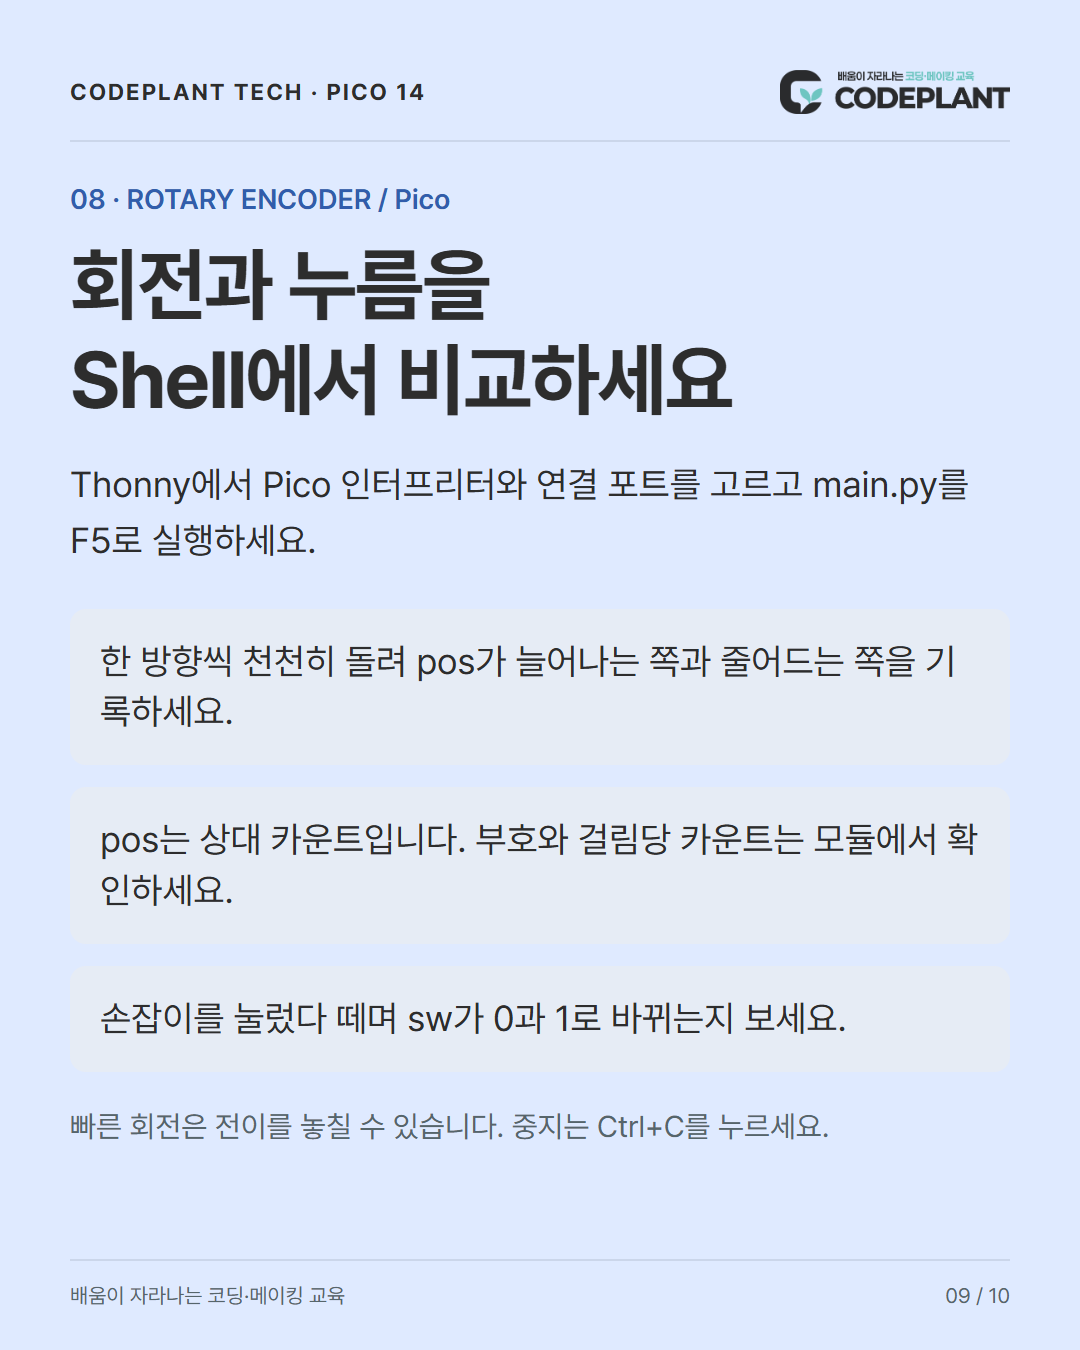 CODEPLANT TECH · PICO 14
배움이 자라나는 코딩·메이킹 교육
CODEPLANT
08 · ROTARY ENCODER / Pico
회전과 누름을
Shell에서 비교하세요
Thonny에서 Pico 인터프리터와 연결 포트를 고르고 main.py를
F5로 실행하세요.
한 방향씩 천천히 돌려 pos가 늘어나는 쪽과 줄어드는 쪽을 기
록하세요.
pos는 상대 카운트입니다. 부호와 걸림당 카운트는 모듈에서 확
인하세요.
손잡이를 눌렀다 떼며 sw가 0과 1로 바뀌는지 보세요.
빠른 회전은 전이를 놓칠 수 있습니다. 중지는 Ctrl+C를 누르세요.
배움이 자라나는 코딩·메이킹 교육
09 / 10